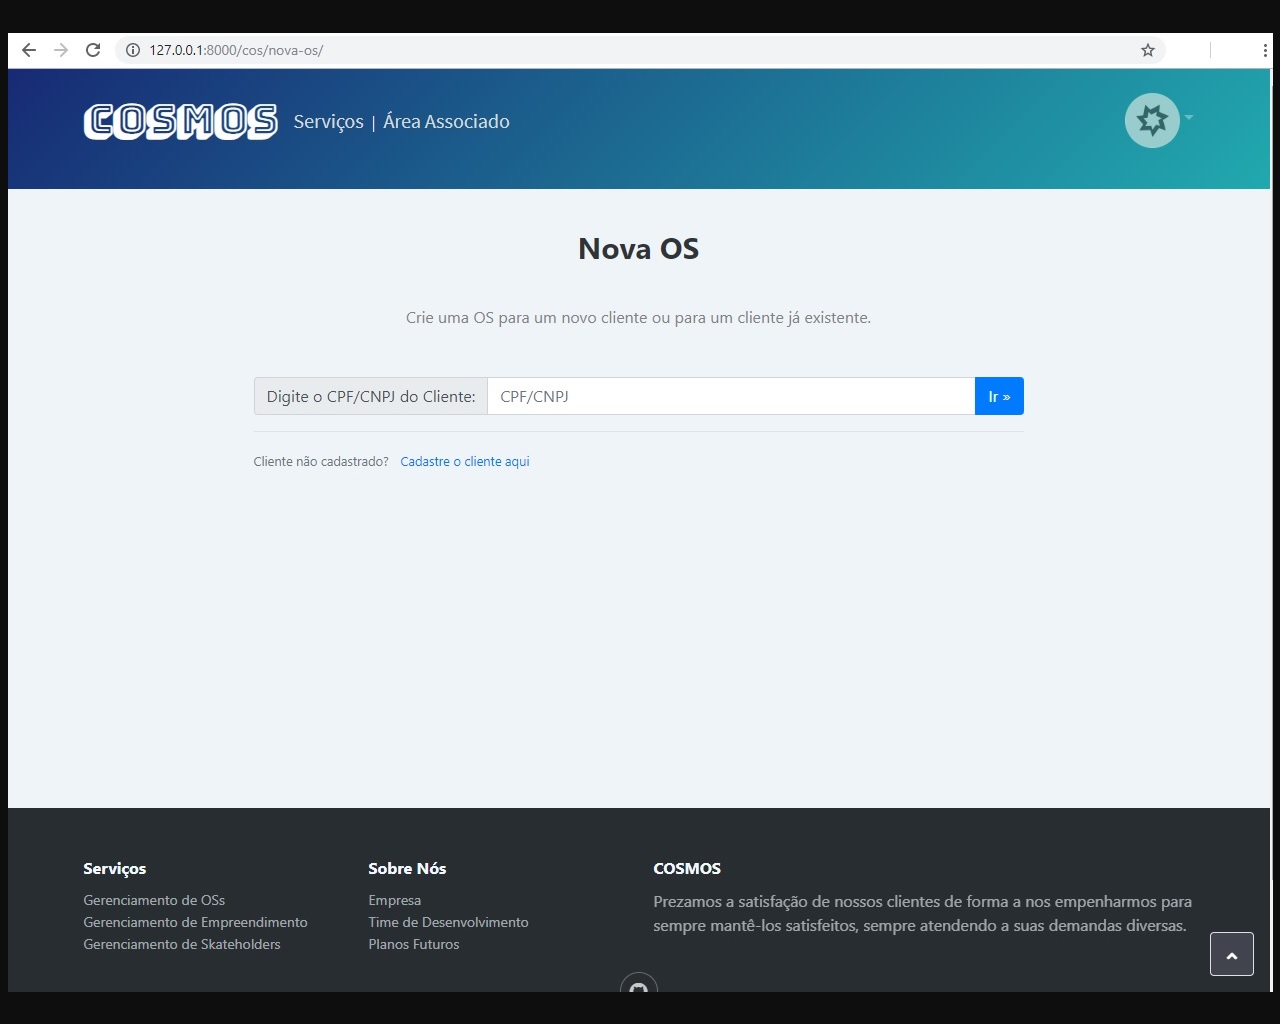 127.0.0.1:8000/cos/nova-os/
COSMOS Serviços | Área Associado
Nova OS
Crie uma OS para um novo cliente ou para um cliente já existente.
Digite o CPF/CNPJ do Cliente: CPF/CNPJ Ir »
Cliente não cadastrado? Cadastre o cliente aqui
Serviços
Gerenciamento de OSs
Gerenciamento de Empreendimento
Gerenciamento de Skateholders
Sobre Nós
Empresa
Time de Desenvolvimento
Planos Futuros
COSMOS
Prezamos a satisfação de nossos clientes de forma a nos empenharmos para
sempre mantê-los satisfeitos, sempre atendendo a suas demandas diversas.